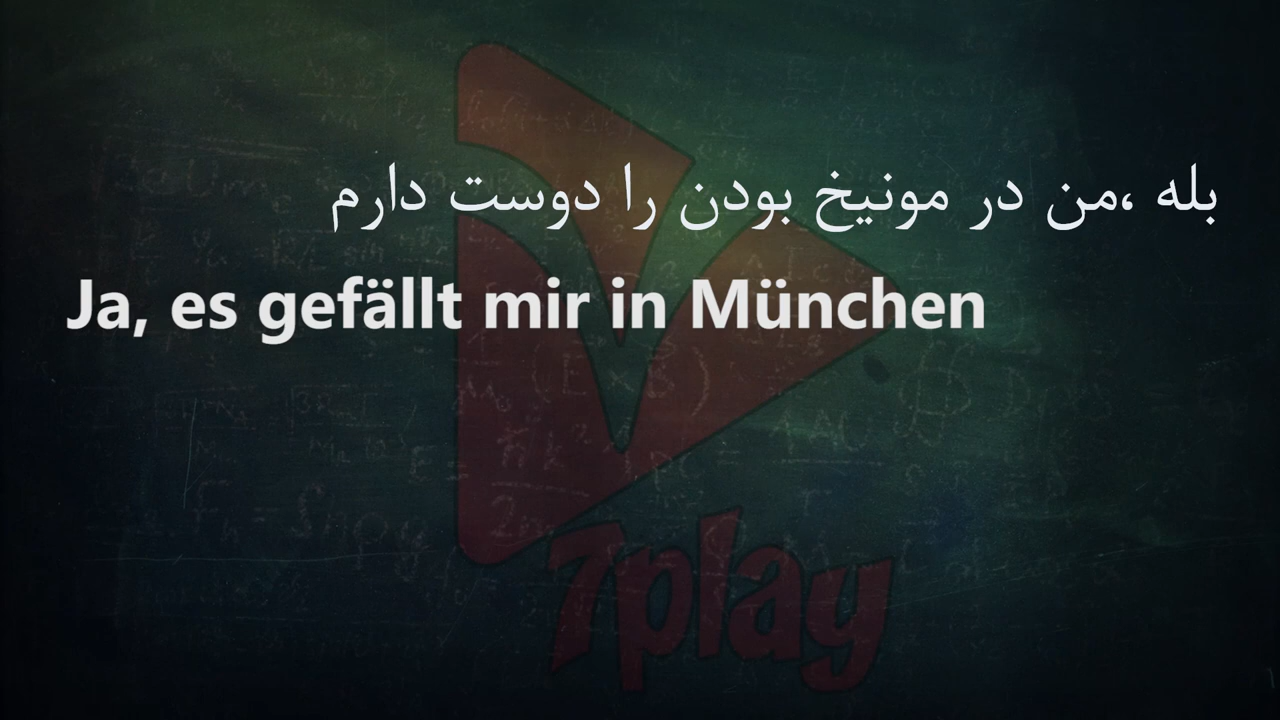 بله ،من در مونیخ بودن را دوست دارم
Ja, es gefällt mir in München
7play